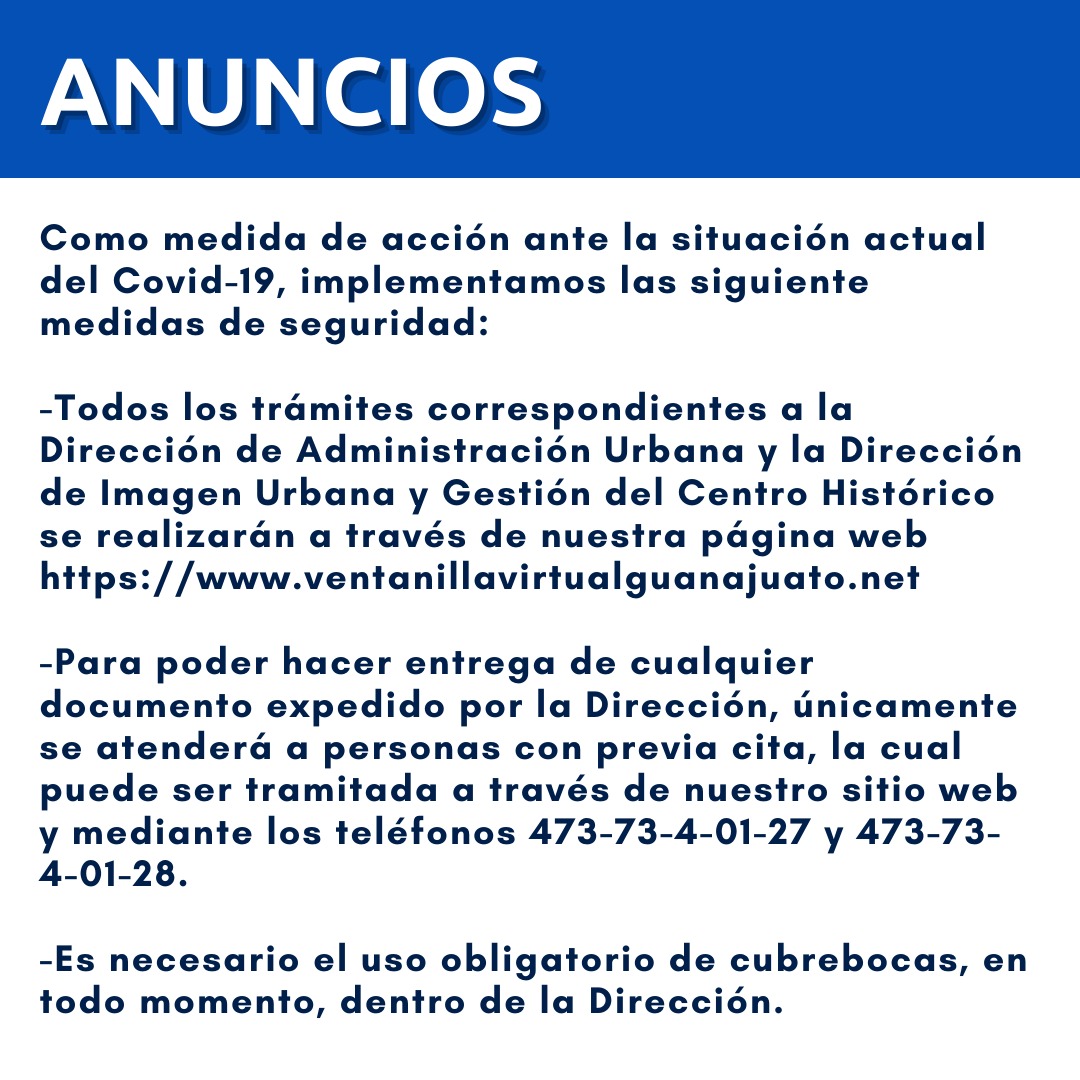 ANUNCIOS
Como medida de acción ante la situación actual
del Covid-19, implementamos las siguiente
medidas de seguridad:
-Todos los trámites correspondientes a la
Dirección de Administración Urbana y la Dirección
de Imagen Urbana y Gestión del Centro Histórico
se realizarán a través de nuestra página web
https://www.ventanillavirtualguanajuato.net
-Para poder hacer entrega de cualquier
documento expedido por la Dirección, únicamente
se atenderá a personas con previa cita, la cual
puede ser tramitada a través de nuestro sitio web
y mediante los teléfonos 473-73-4-01-27 y 473-73-
4-01-28.
-Es necesario el uso obligatorio de cubrebocas, en
todo momento, dentro de la Dirección.